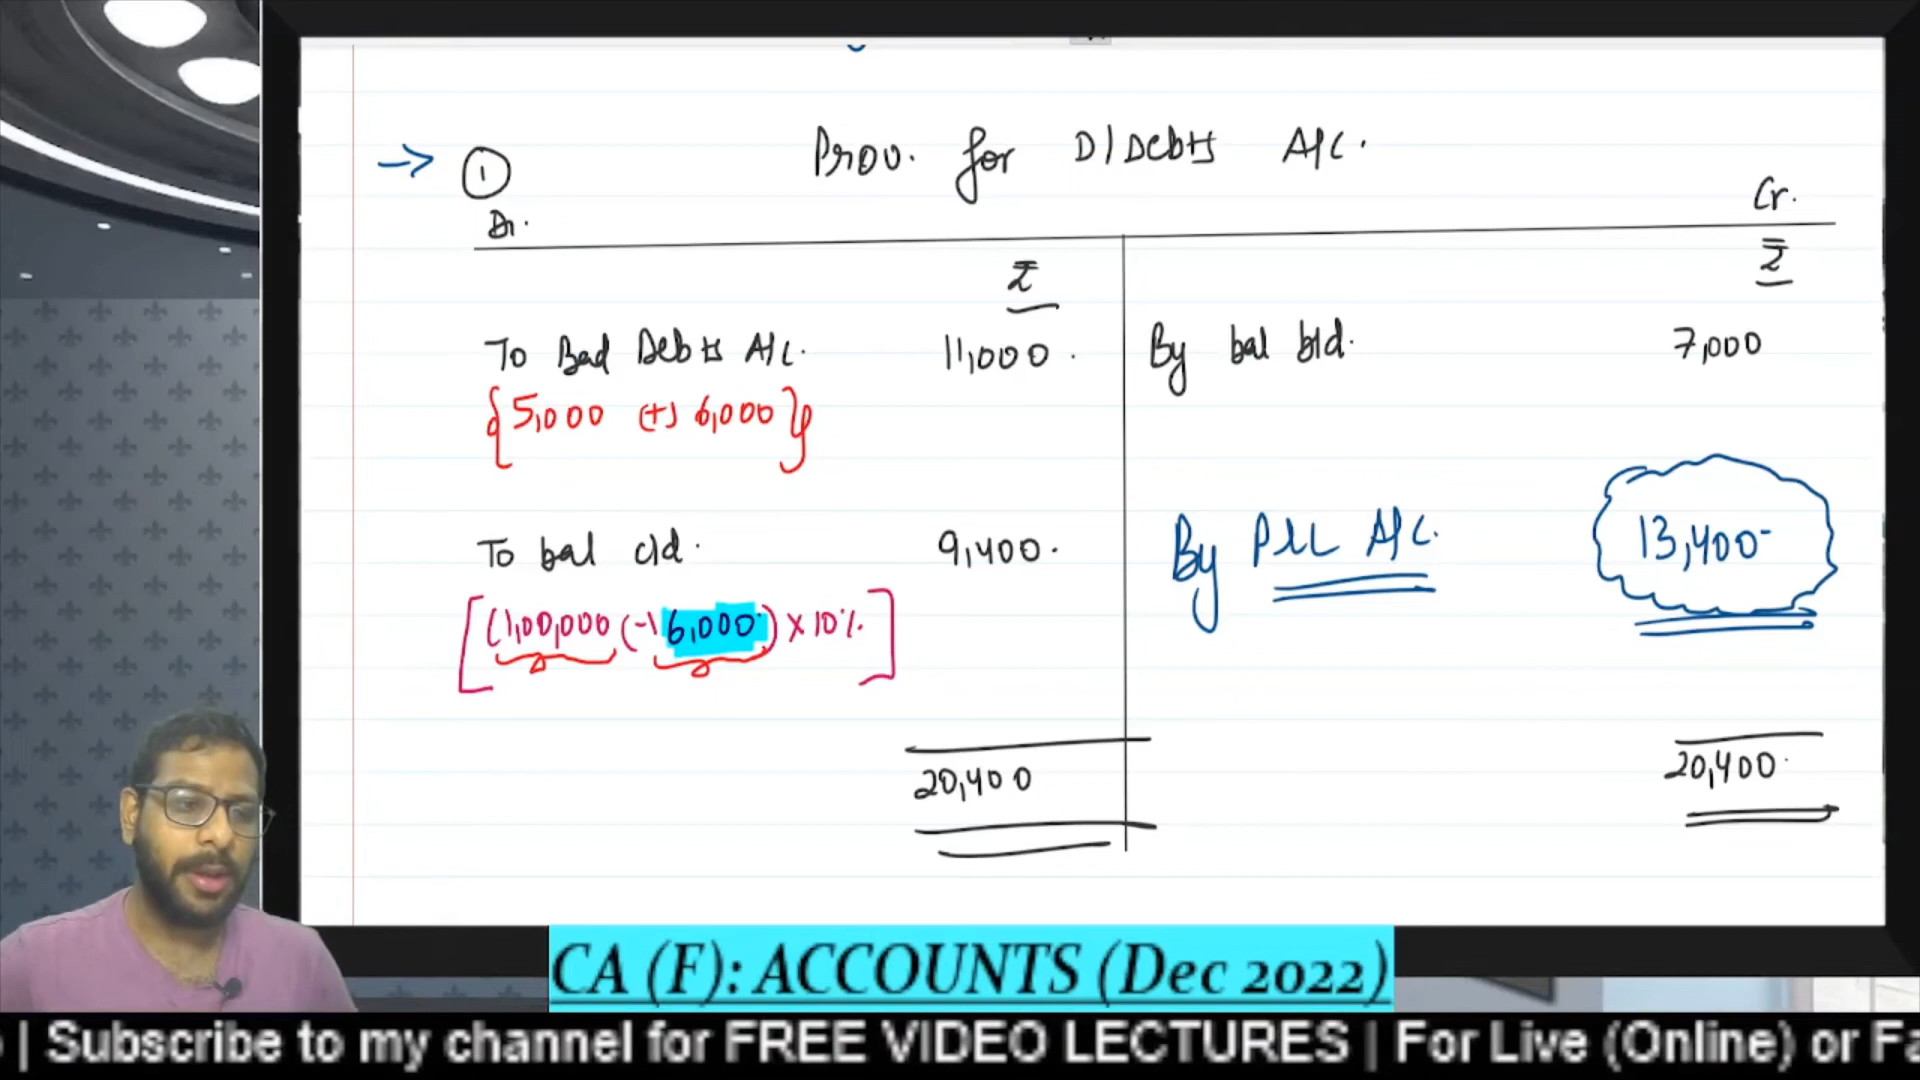 → ① Prov. for D/Debts A/c.
Dr. Cr.
₹ ₹
To Bad Debts A/c. 11,000. By bal b/d. 7,000
{5,000 (+) 6,000}
To bal c/d. 9,400. By P&L A/c. 13,400
[(1,00,000 (-) 6,000) x 10%]
20,400 20,400
CA (F): ACCOUNTS (Dec 2022)
| Subscribe to my channel for FREE VIDEO LECTURES | For Live (Online) or